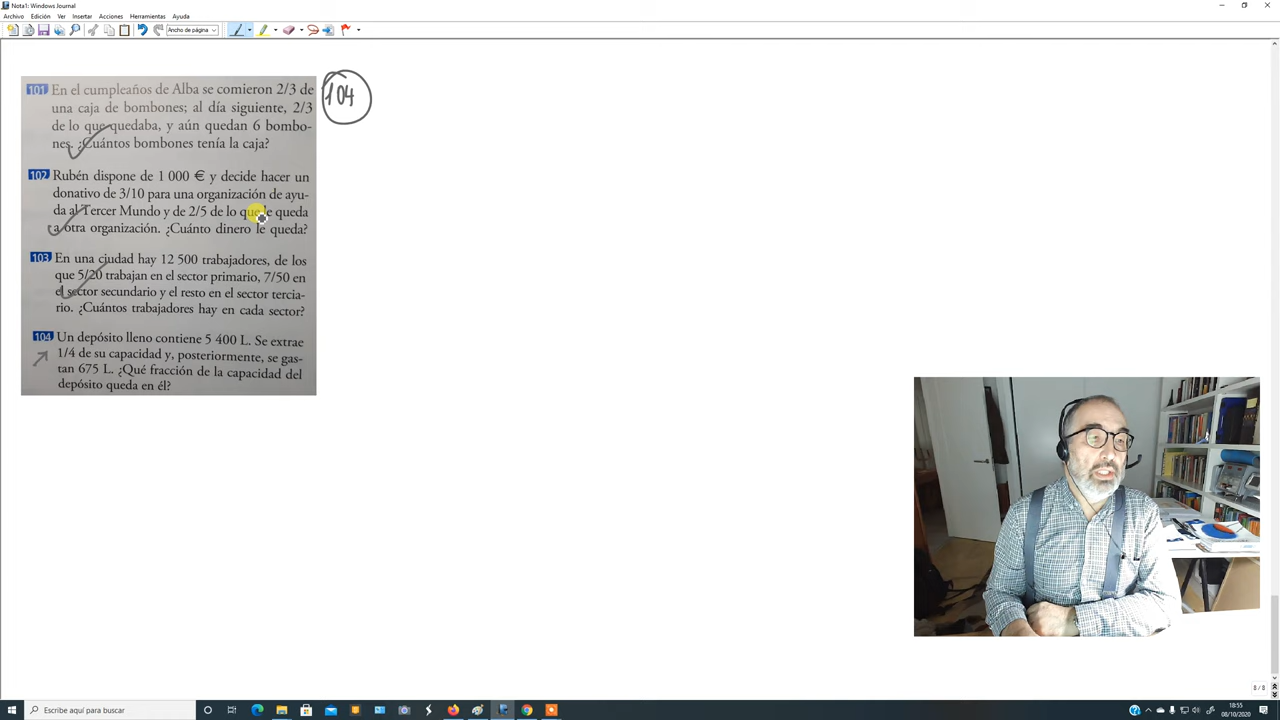 Nota1: Windows Journal
Archivo Edición Ver Insertar Acciones Herramientas Ayuda
Ancho de página
101 En el cumpleaños de Alba se comieron 2/3 de
una caja de bombones; al día siguiente, 2/3
de lo que quedaba, y aún quedan 6 bombo-
nes. ¿Cuántos bombones tenía la caja?
102 Rubén dispone de 1 000 € y decide hacer un
donativo de 3/10 para una organización de ayu-
da al Tercer Mundo y de 2/5 de lo que le queda
a otra organización. ¿Cuánto dinero le queda?
103 En una ciudad hay 12 500 trabajadores, de los
que 5/20 trabajan en el sector primario, 7/50 en
el sector secundario y el resto en el sector tercia-
rio. ¿Cuántos trabajadores hay en cada sector?
104 Un depósito lleno contiene 5 400 L. Se extrae
1/4 de su capacidad y, posteriormente, se gas-
tan 675 L. ¿Qué fracción de la capacidad del
depósito queda en él?
104
8 / 8
Escribe aquí para buscar
18:55
08/10/2020